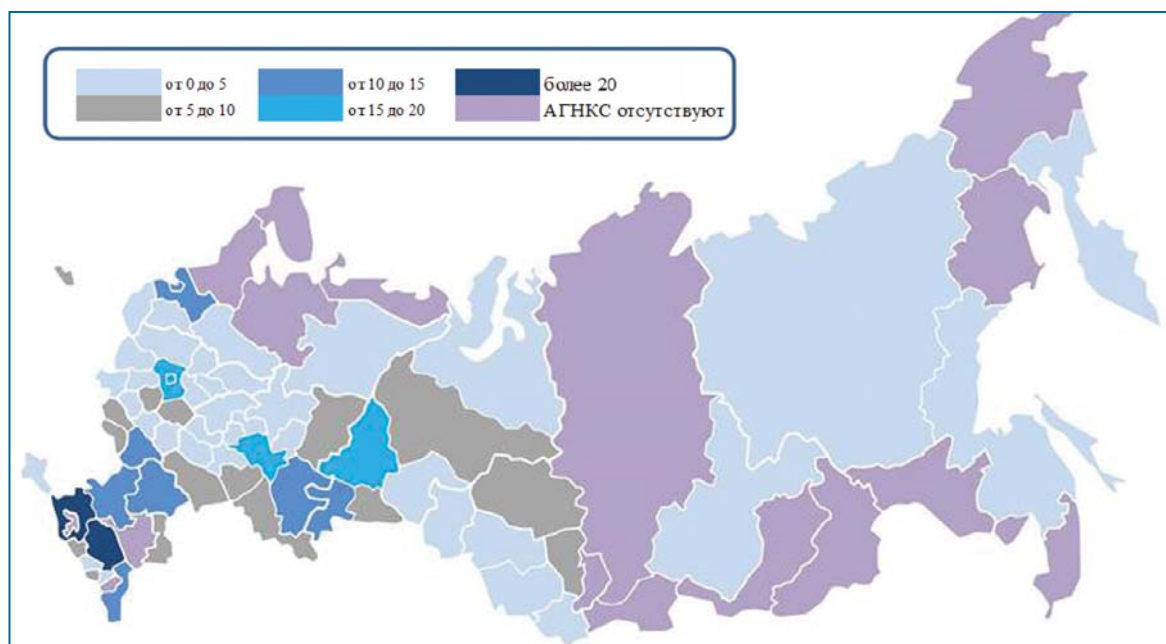 от 0 до 5
от 10 до 15
более 20
от 5 до 10
от 15 до 20
АГНКС отсутствуют